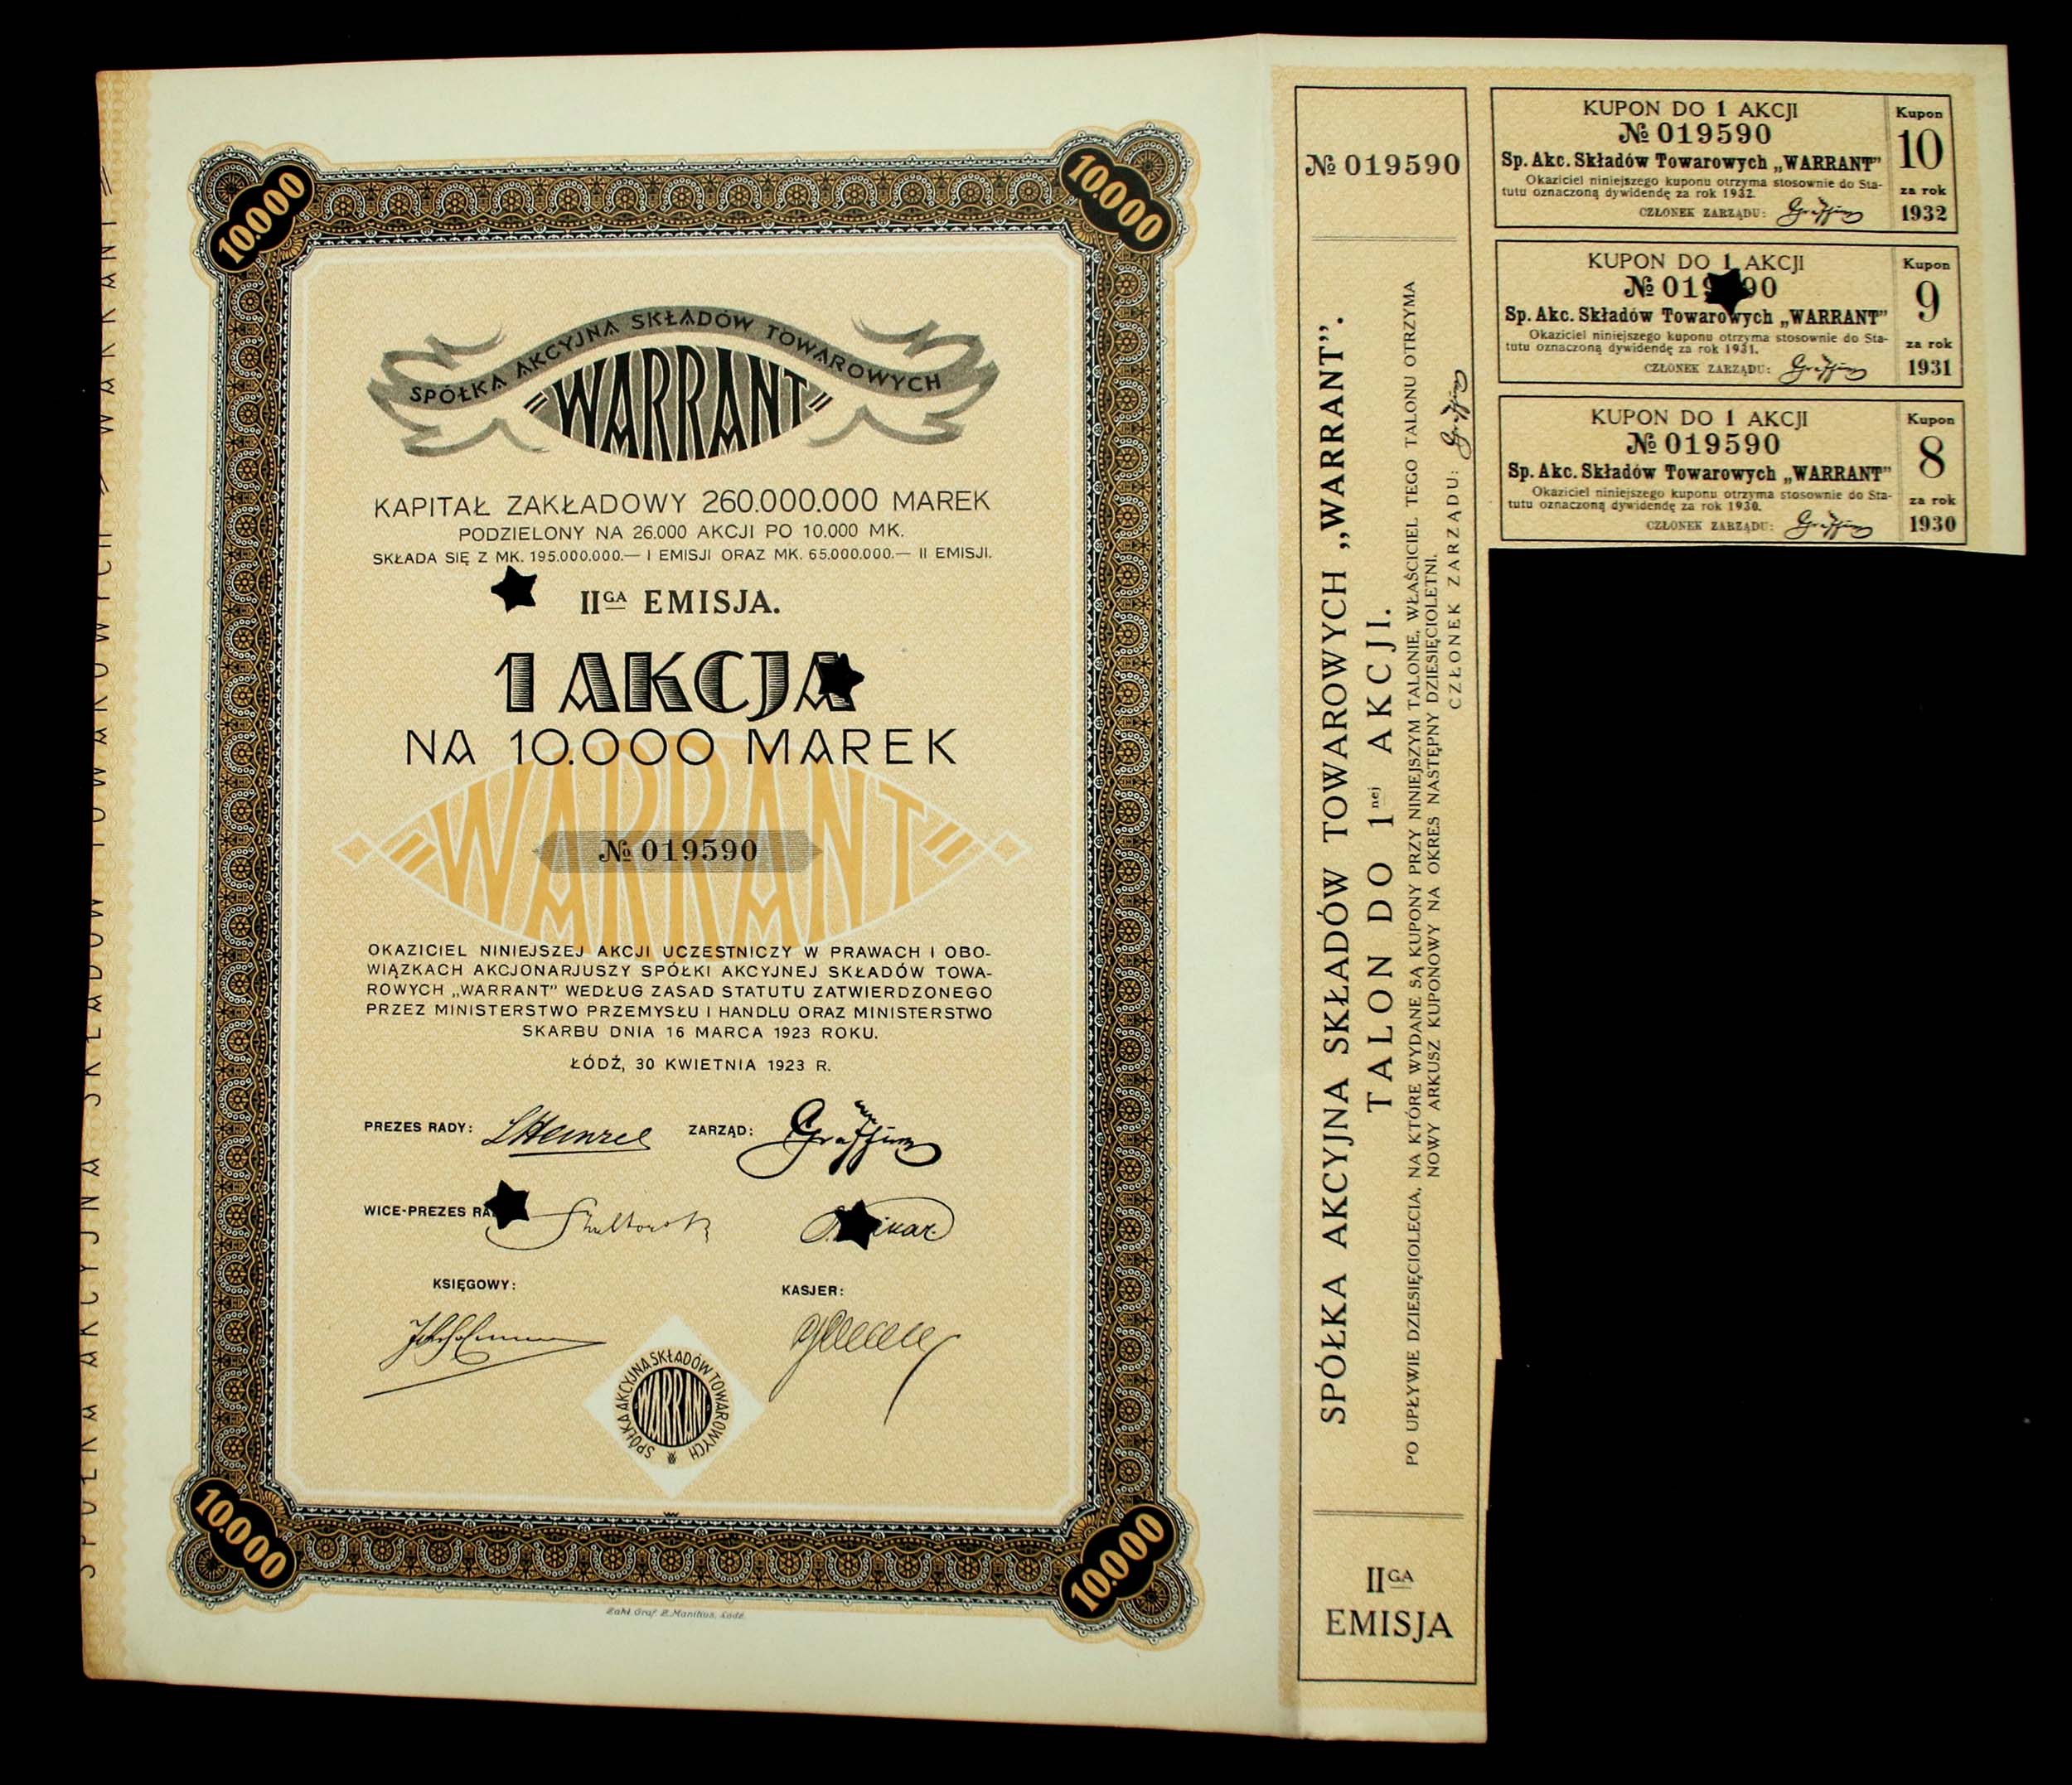 SPÓŁKA AKCYJNA SKŁADÓW TOWAROWYCH „WARRANT”
10.000
10.000
SPÓŁKA AKCYJNA SKŁADÓW TOWAROWYCH
"WARRANT"
KAPITAŁ ZAKŁADOWY 260.000.000 MAREK
PODZIELONY NA 26.000 AKCJI PO 10.000 MK.
SKŁADA SIĘ Z MK. 195.000.000.— I EMISJI ORAZ MK. 65.000.000.— II EMISJI.
IIGA EMISJA.
1 AKCJA
NA 10.000 MAREK
"WARRANT"
№ 019590
OKAZICIEL NINIEJSZEJ AKCJI UCZESTNICZY W PRAWACH I OBO-
WIĄZKACH AKCJONARJUSZY SPÓŁKI AKCYJNEJ SKŁADÓW TOWA-
ROWYCH „WARRANT" WEDŁUG ZASAD STATUTU ZATWIERDZONEGO
PRZEZ MINISTERSTWO PRZEMYSŁU I HANDLU ORAZ MINISTERSTWO
SKARBU DNIA 16 MARCA 1923 ROKU.
ŁÓDŹ, 30 KWIETNIA 1923 R.
PREZES RADY: ZARZĄD:
WICE-PREZES
KSIĘGOWY: KASJER:
SPÓŁKA AKCYJNA SKŁADÓW TOWAROWYCH
WARRANT
10.000
10.000
Zakł. Graf. B. Manitius, Łódź.
№ 019590
SPÓŁKA AKCYJNA SKŁADÓW TOWAROWYCH „WARRANT”.
TALON DO 1nej AKCJI.
PO UPŁYWIE DZIESIĘCIOLECIA, NA KTÓRE WYDANE SĄ KUPONY PRZY NINIEJSZYM TALONIE, WŁAŚCICIEL TEGO TALONU OTRZYMA
NOWY ARKUSZ KUPONOWY NA OKRES NASTĘPNY DZIESIĘCIOLETNI.
CZŁONEK ZARZĄDU:
IIGA
EMISJA
KUPON DO 1 AKCJI
№ 019590
Sp. Akc. Składów Towarowych „WARRANT”
Okaziciel niniejszego kuponu otrzyma stosownie do Sta-
tutu oznaczoną dywidendę za rok 1932.
CZŁONEK ZARZĄDU:
Kupon
10
za rok
1932
KUPON DO 1 AKCJI
№ 019 90
Sp. Akc. Składów Towarowych „WARRANT”
Okaziciel niniejszego kuponu otrzyma stosownie do Sta-
tutu oznaczoną dywidendę za rok 1931.
CZŁONEK ZARZĄDU:
Kupon
9
za rok
1931
KUPON DO 1 AKCJI
№ 019590
Sp. Akc. Składów Towarowych „WARRANT”
Okaziciel niniejszego kuponu otrzyma stosownie do Sta-
tutu oznaczoną dywidendę za rok 1930.
CZŁONEK ZARZĄDU:
Kupon
8
za rok
1930